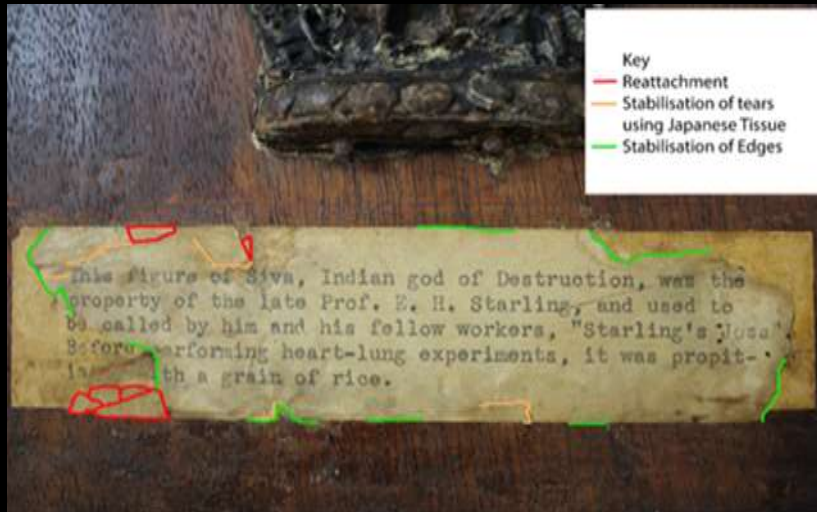 Key
Reattachment
Stabilisation of tears
using Japanese Tissue
Stabilisation of Edges
This figure of Siva, Indian god of Destruction, was the
property of the late Prof. E. H. Starling, and used to
be called by him and his fellow workers, "Starling's Joss".
Before performing heart-lung experiments, it was propit-
th a grain of rice.